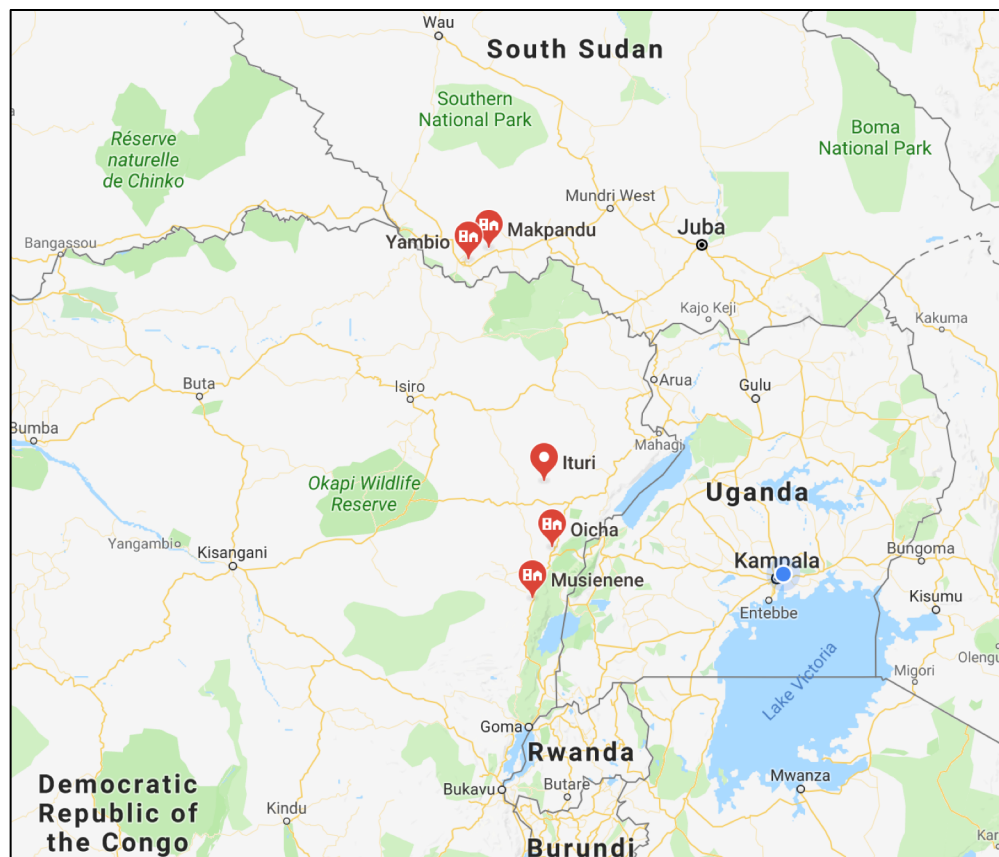 Wau
South Sudan
Southern
National Park
Boma
National Park
Réserve
naturelle
de Chinko
Mundri West
Makpandu
Yambio
Juba
Bangassou
Kajo Keji
Kakuma
Arua
Gulu
Buta
Isiro
Bumba
Mahagi
Ituri
Okapi Wildlife
Reserve
Uganda
Oicha
Yangambi
Kisangani
Kampala
Bungoma
Musienene
Entebbe
Kisumu
Lake Victoria
Migori
Goma
Rwanda
Democratic
Republic of
the Congo
Bukavu
Butare
Mwanza
Kindu
Burundi